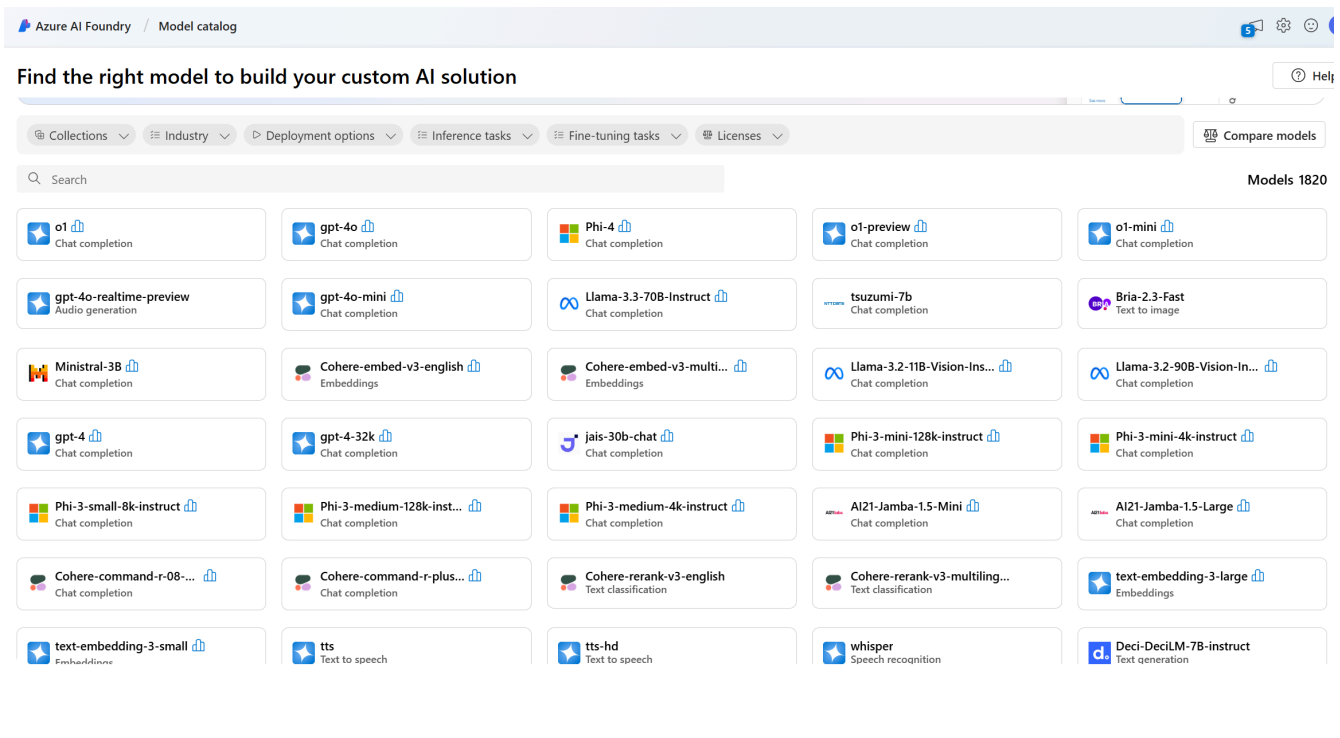 Azure AI Foundry / Model catalog
5
Find the right model to build your custom AI solution
Help
Collections Industry Deployment options Inference tasks Fine-tuning tasks Licenses Compare models
Search Models 1820
o1
Chat completion
gpt-4o
Chat completion
Phi-4
Chat completion
o1-preview
Chat completion
o1-mini
Chat completion
gpt-4o-realtime-preview
Audio generation
gpt-4o-mini
Chat completion
Llama-3.3-70B-Instruct
Chat completion
tsuzumi-7b
Chat completion
Bria-2.3-Fast
Text to image
Ministral-3B
Chat completion
Cohere-embed-v3-english
Embeddings
Cohere-embed-v3-multi...
Embeddings
Llama-3.2-11B-Vision-Ins...
Chat completion
Llama-3.2-90B-Vision-In...
Chat completion
gpt-4
Chat completion
gpt-4-32k
Chat completion
jais-30b-chat
Chat completion
Phi-3-mini-128k-instruct
Chat completion
Phi-3-mini-4k-instruct
Chat completion
Phi-3-small-8k-instruct
Chat completion
Phi-3-medium-128k-inst...
Chat completion
Phi-3-medium-4k-instruct
Chat completion
AI21-Jamba-1.5-Mini
Chat completion
AI21-Jamba-1.5-Large
Chat completion
Cohere-command-r-08-...
Chat completion
Cohere-command-r-plus...
Chat completion
Cohere-rerank-v3-english
Text classification
Cohere-rerank-v3-multiling...
Text classification
text-embedding-3-large
Embeddings
text-embedding-3-small
Embeddings
tts
Text to speech
tts-hd
Text to speech
whisper
Speech recognition
Deci-DeciLM-7B-instruct
Text generation